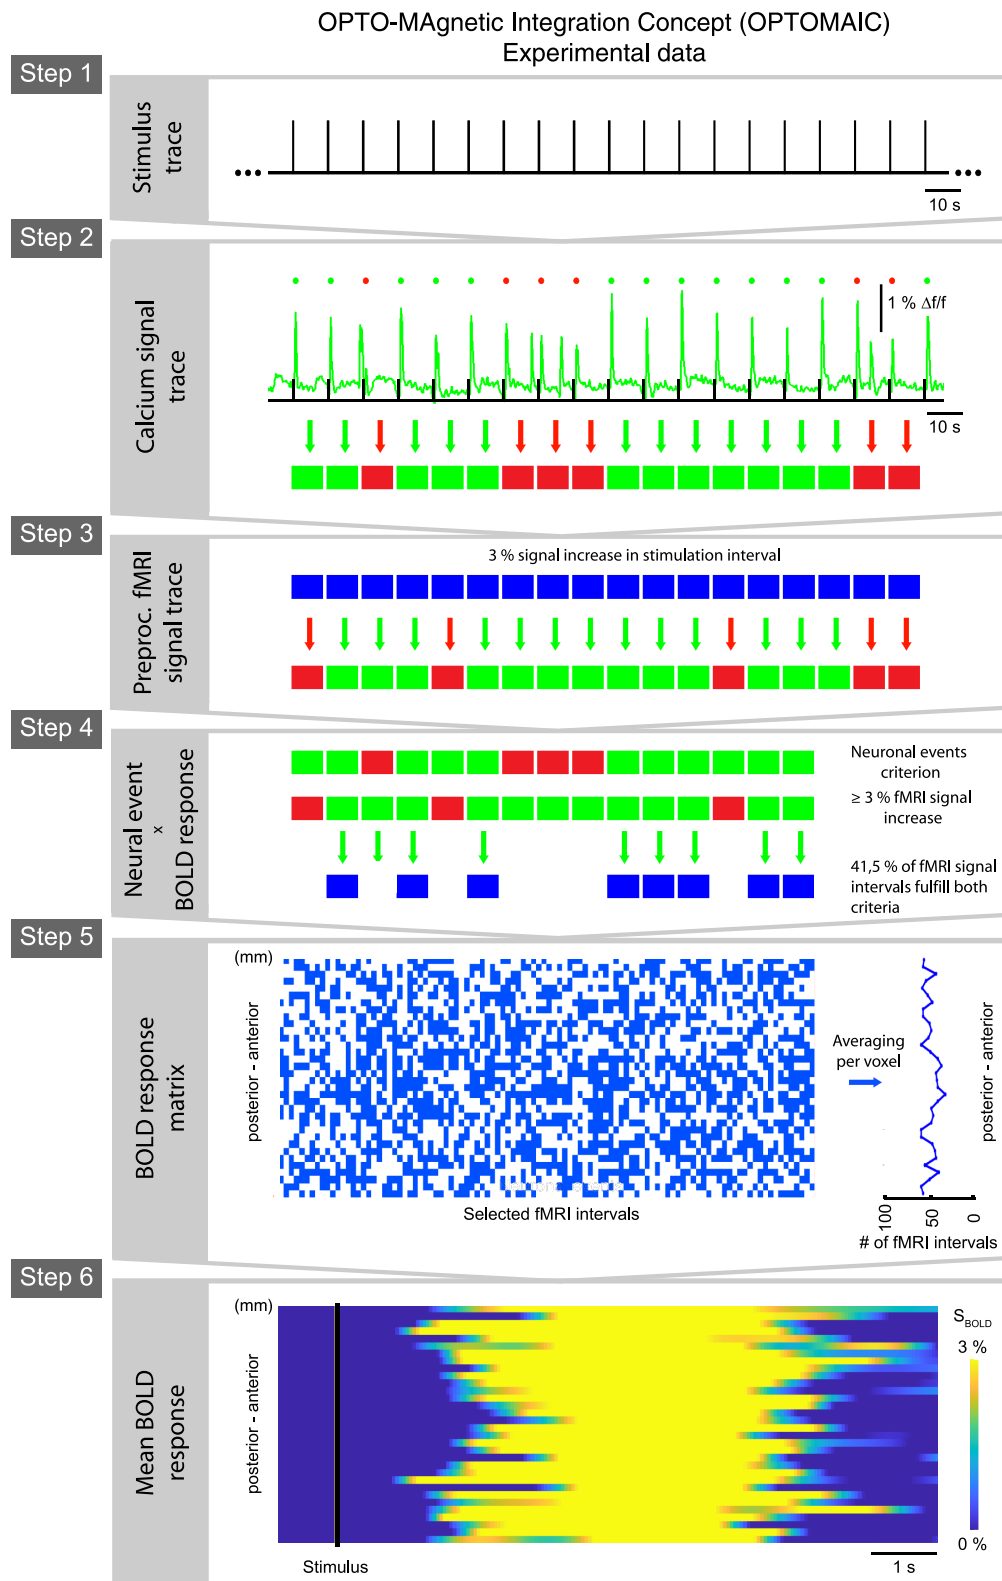 OPTO-MAgnetic Integration Concept (OPTOMAIC)
Experimental data
Step 1
Stimulus
trace
10 s
Step 2
Calcium signal
trace
1 % Δf/f
10 s
Step 3
Preproc. fMRI
signal trace
3 % signal increase in stimulation interval
Step 4
Neural event
x
BOLD response
Neuronal events
criterion
≥ 3 % fMRI signal
increase
41,5 % of fMRI signal
intervals fulfill both
criteria
Step 5
BOLD response
matrix
(mm)
posterior - anterior
Selected fMRI intervals
Averaging
per voxel
posterior - anterior
100
50
0
# of fMRI intervals
Step 6
Mean BOLD
response
(mm)
posterior - anterior
Stimulus
S BOLD
3 %
0 %
1 s